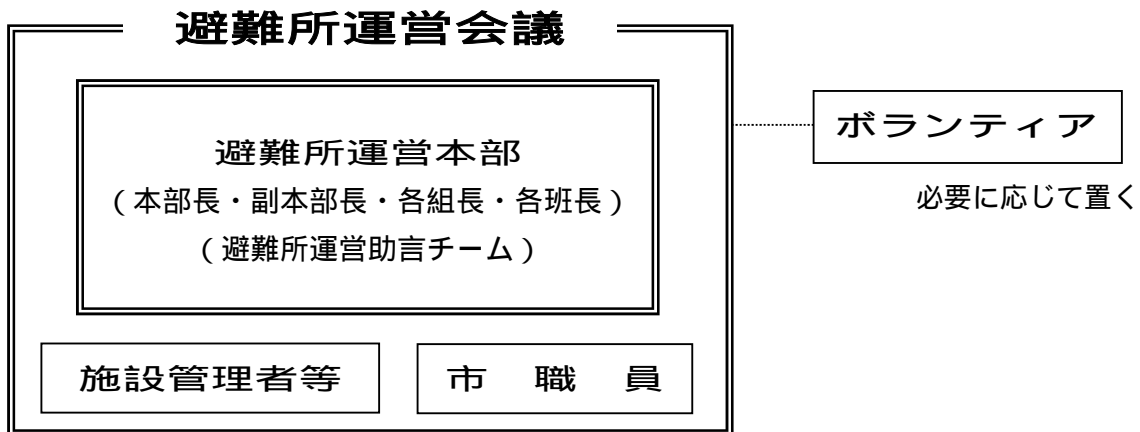 避難所運営会議
避難所運営本部
（本部長・副本部長・各組長・各班長）
（避難所運営助言チーム）
ボランティア
必要に応じて置く
施設管理者等
市　職　員